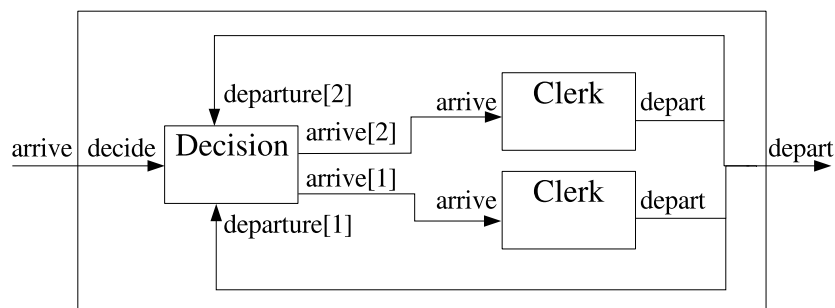 departure[2]
arrive
Clerk
depart
arrive
decide
Decision
arrive[2]
depart
arrive[1]
arrive
Clerk
depart
departure[1]